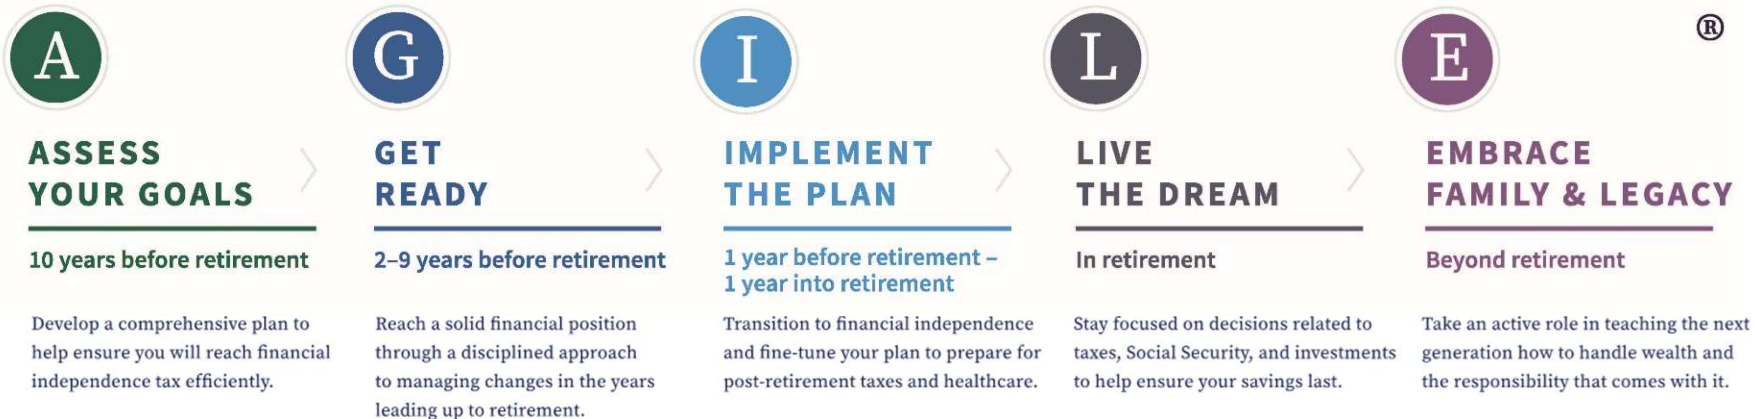 A
ASSESS
YOUR GOALS
10 years before retirement
Develop a comprehensive plan to
help ensure you will reach financial
independence tax efficiently.
G
GET
READY
2–9 years before retirement
Reach a solid financial position
through a disciplined approach
to managing changes in the years
leading up to retirement.
I
IMPLEMENT
THE PLAN
1 year before retirement –
1 year into retirement
Transition to financial independence
and fine-tune your plan to prepare for
post-retirement taxes and healthcare.
L
LIVE
THE DREAM
In retirement
Stay focused on decisions related to
taxes, Social Security, and investments
to help ensure your savings last.
E
®
EMBRACE
FAMILY & LEGACY
Beyond retirement
Take an active role in teaching the next
generation how to handle wealth and
the responsibility that comes with it.